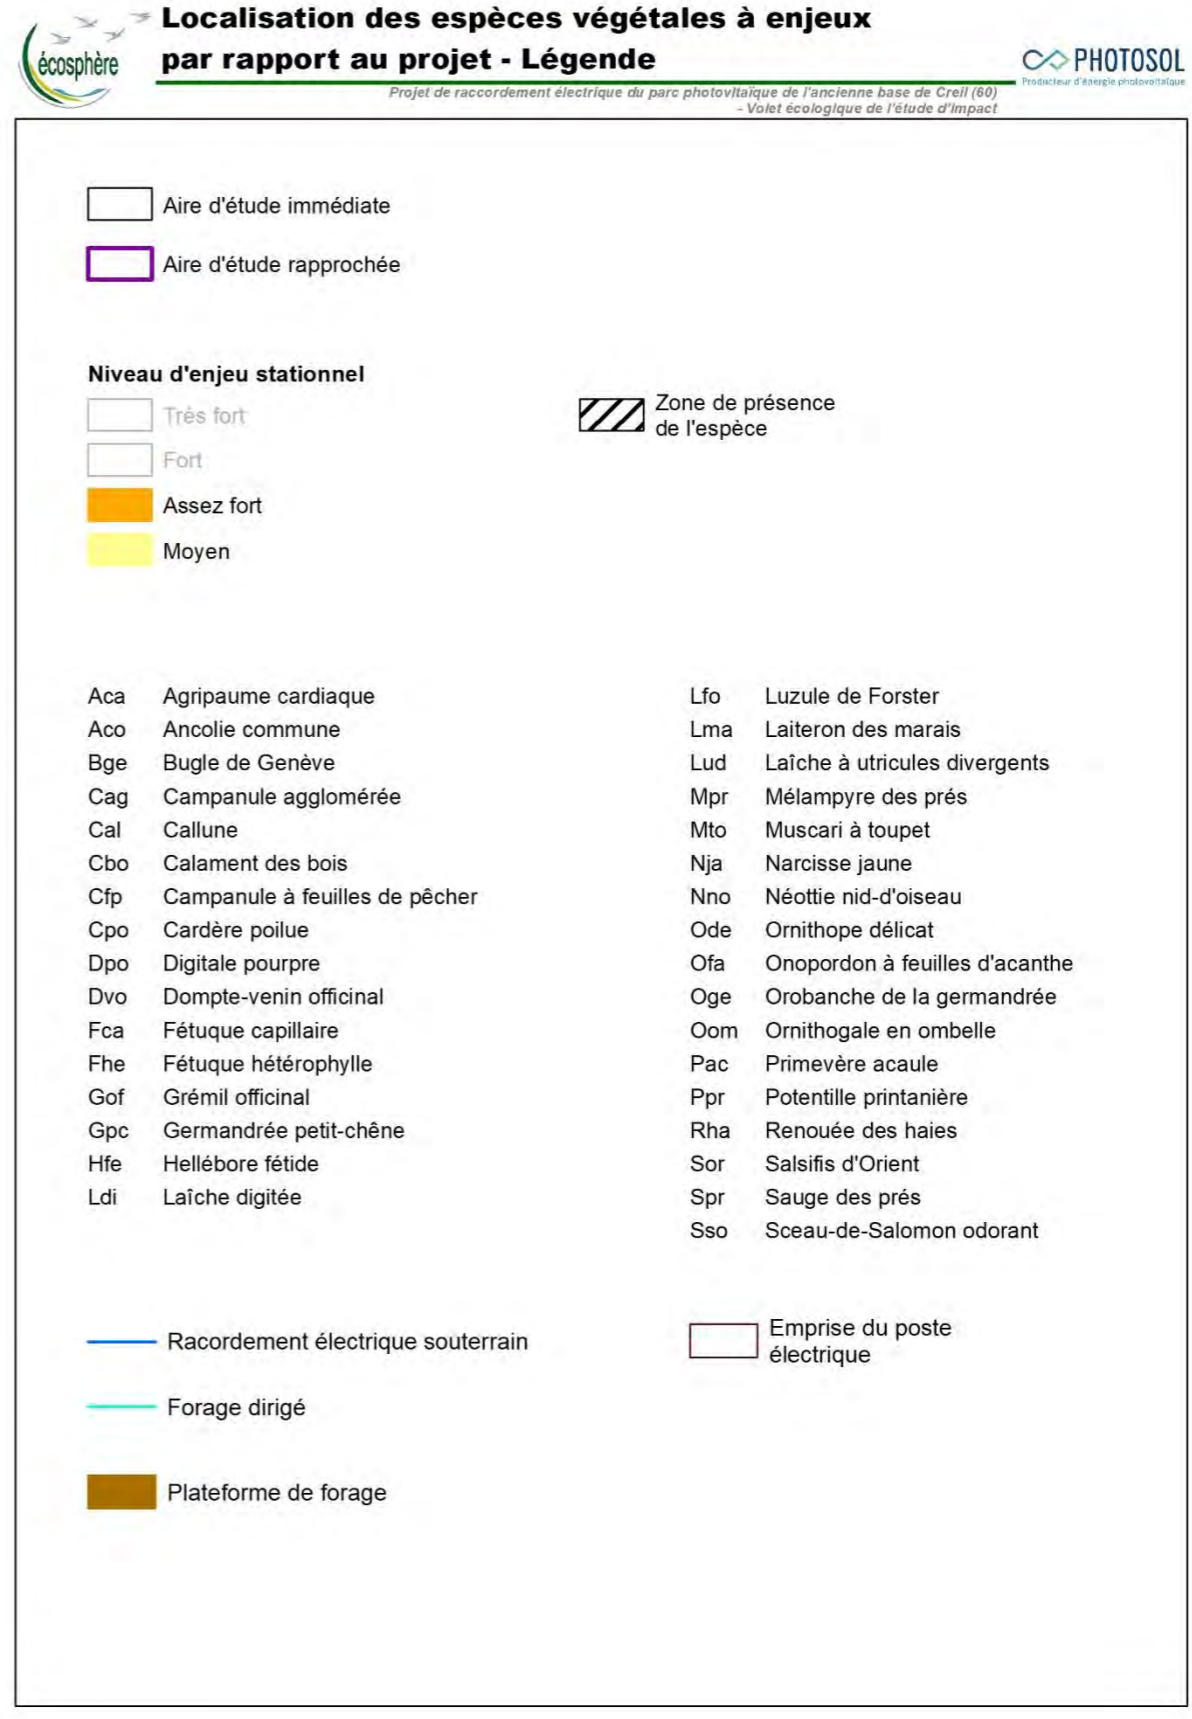 écosphère
Localisation des espèces végétales à enjeux
par rapport au projet - Légende
PHOTOSOL
Producteur d'énergie photovoltaïque
Projet de raccordement électrique du parc photovoltaïque de l'ancienne base de Creil (60)
- Volet écologique de l'étude d'impact
Aire d'étude immédiate
Aire d'étude rapprochée
Niveau d'enjeu stationnel
Très fort
Fort
Assez fort
Moyen
Zone de présence
de l'espèce
Aca Agripaume cardiaque
Aco Ancolie commune
Bge Bugle de Genève
Cag Campanule agglomérée
Cal Callune
Cbo Calament des bois
Cfp Campanule à feuilles de pêcher
Cpo Cardère poilue
Dpo Digitale pourpre
Dvo Dompte-venin officinal
Fca Fétuque capillaire
Fhe Fétuque hétérophylle
Gof Grémil officinal
Gpc Germandrée petit-chêne
Hfe Hellébore fétide
Ldi Laîche digitée
Lfo Luzule de Forster
Lma Laiteron des marais
Lud Laîche à utricules divergents
Mpr Mélampyre des prés
Mto Muscari à toupet
Nja Narcisse jaune
Nno Néottie nid-d'oiseau
Ode Ornithope délicat
Ofa Onopordon à feuilles d'acanthe
Oge Orobanche de la germandrée
Oom Ornithogale en ombelle
Pac Primevère acaule
Ppr Potentille printanière
Rha Renouée des haies
Sor Salsifis d'Orient
Spr Sauge des prés
Sso Sceau-de-Salomon odorant
Racordement électrique souterrain
Forage dirigé
Plateforme de forage
Emprise du poste
électrique